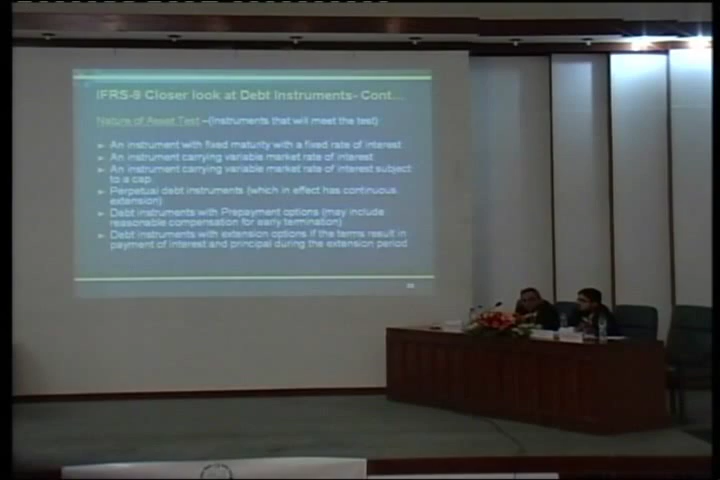 IFRS-9 Closer look at Debt Instruments- Cont...
Nature of Asset Test –(Instruments that will meet the test)
➢ An instrument with fixed maturity with a fixed rate of interest
➢ An instrument carrying variable market rate of interest
➢ An instrument carrying variable market rate of interest subject
to a cap
➢ Perpetual debt instruments (which in effect has continuous
extension)
➢ Debt instruments with Prepayment options (may include
reasonable compensation for early termination)
➢ Debt instruments with extension options if the terms result in
payment of interest and principal during the extension period